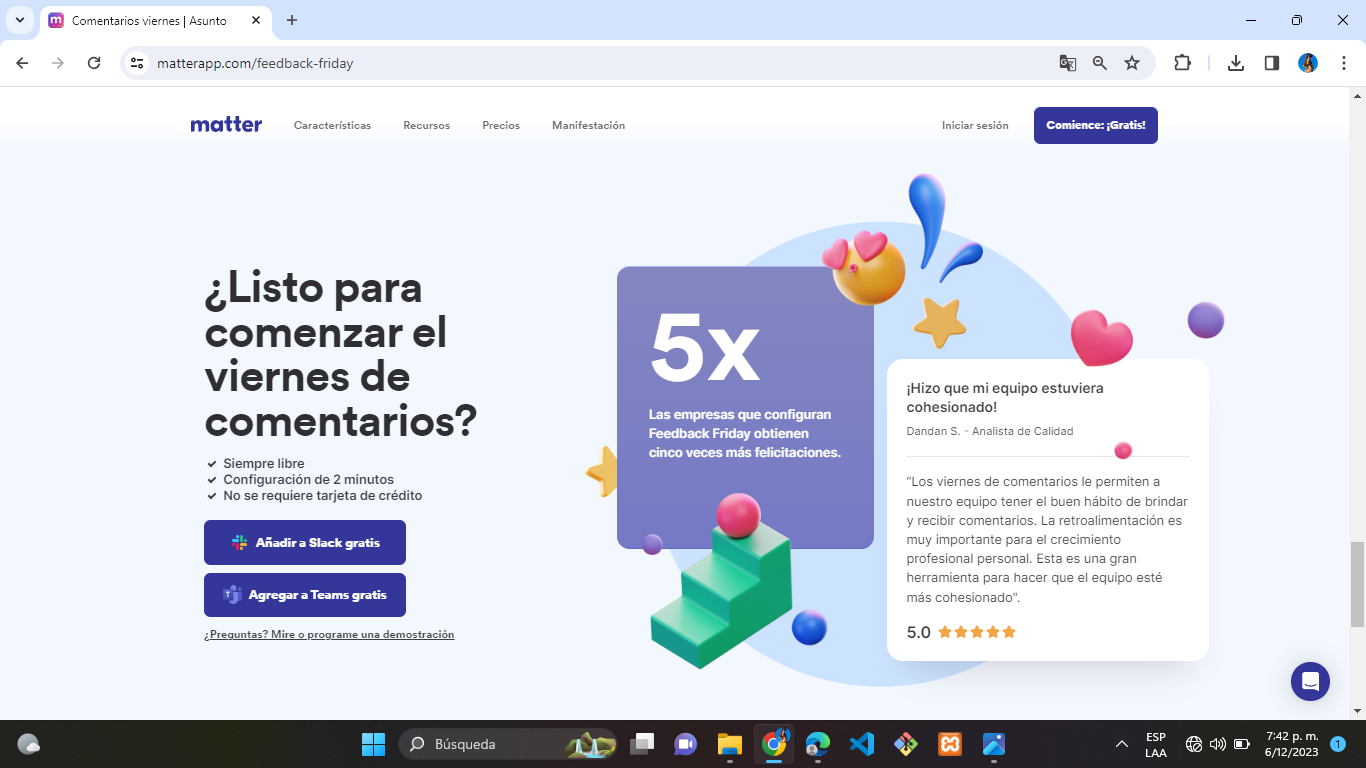 Comentarios viernes | Asunto
matterapp.com/feedback-friday
matter
Características
Recursos
Precios
Manifestación
Iniciar sesión
Comience: ¡Gratis!
¿Listo para
comenzar el
viernes de
comentarios?
Siempre libre
Configuración de 2 minutos
No se requiere tarjeta de crédito
Añadir a Slack gratis
Agregar a Teams gratis
¿Preguntas? Mire o programe una demostración
5x
Las empresas que configuran
Feedback Friday obtienen
cinco veces más felicitaciones.
¡Hizo que mi equipo estuviera
cohesionado!
Dandan S. - Analista de Calidad
"Los viernes de comentarios le permiten a
nuestro equipo tener el buen hábito de brindar
y recibir comentarios. La retroalimentación es
muy importante para el crecimiento
profesional personal. Esta es una gran
herramienta para hacer que el equipo esté
más cohesionado".
5.0
Búsqueda
ESP
LAA
7:42 p. m.
6/12/2023
1